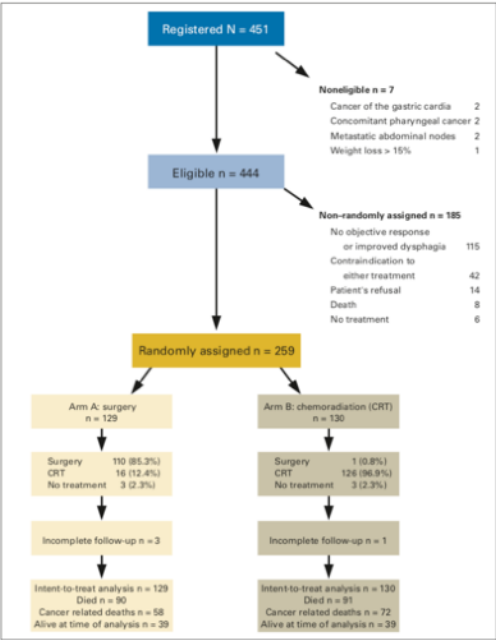 Registered N = 451
Noneligible n = 7
Cancer of the gastric cardia 2
Concomitant pharyngeal cancer 2
Metastatic abdominal nodes 2
Weight loss > 15% 1
Eligible n = 444
Non–randomly assigned n = 185
No objective response
or improved dysphagia 115
Contraindication to
either treatment 42
Patient's refusal 14
Death 8
No treatment 6
Randomly assigned n = 259
Arm A: surgery
n = 129
Surgery 110 (85.3%)
CRT 16 (12.4%)
No treatment 3 (2.3%)
Incomplete follow-up n = 3
Intent-to-treat analysis n = 129
Died n = 90
Cancer related deaths n = 58
Alive at time of analysis n = 39
Arm B: chemoradiation (CRT)
n = 130
Surgery 1 (0.8%)
CRT 126 (96.9%)
No treatment 3 (2.3%)
Incomplete follow-up n = 1
Intent-to-treat analysis n = 130
Died n = 91
Cancer related deaths n = 72
Alive at time of analysis n = 39